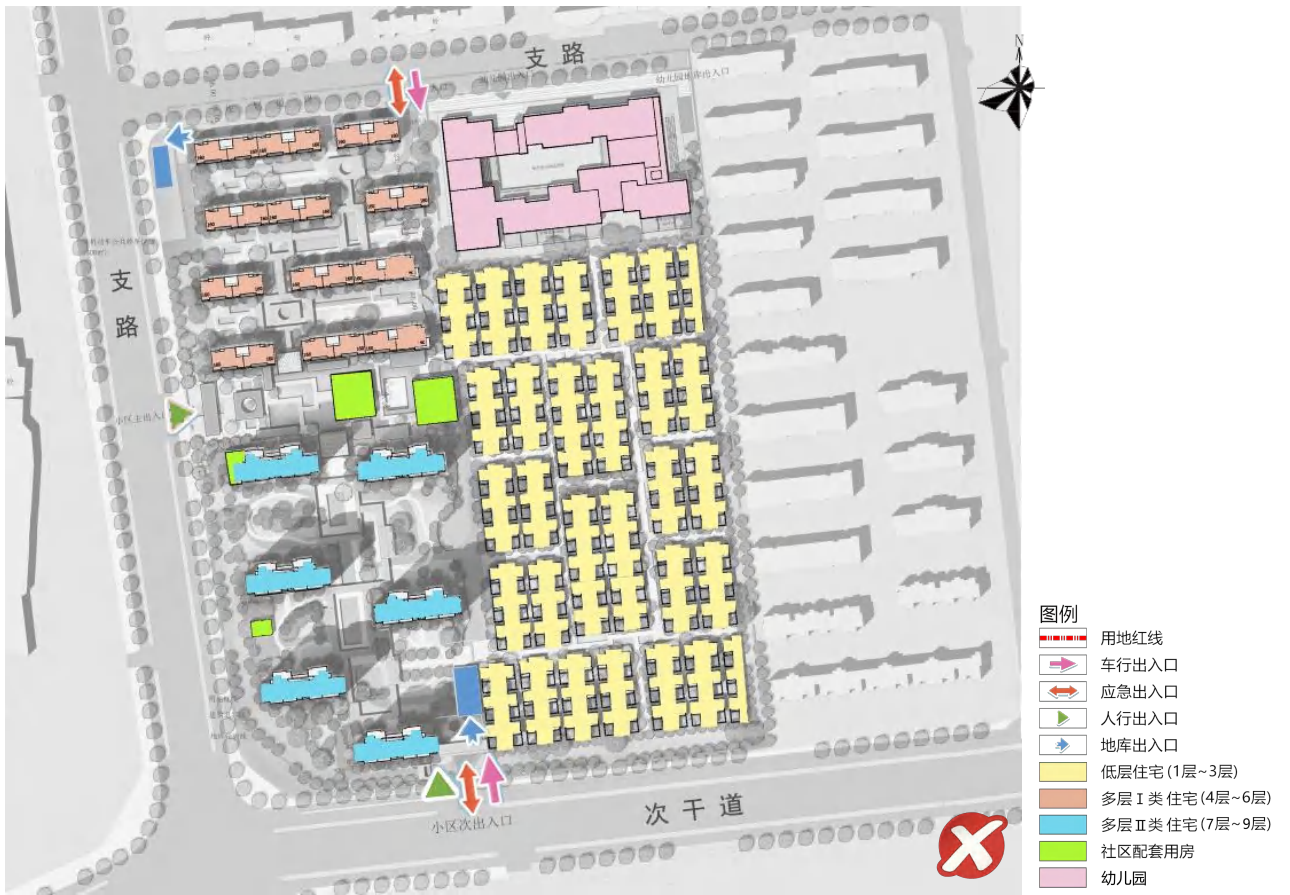 支路
N
幼儿园地库出入口
支路
小区主出入口
小区次出入口
次干道
图例
用地红线
车行出入口
应急出入口
人行出入口
地库出入口
低层住宅(1层~3层)
多层Ⅰ类住宅(4层~6层)
多层Ⅱ类住宅(7层~9层)
社区配套用房
幼儿园